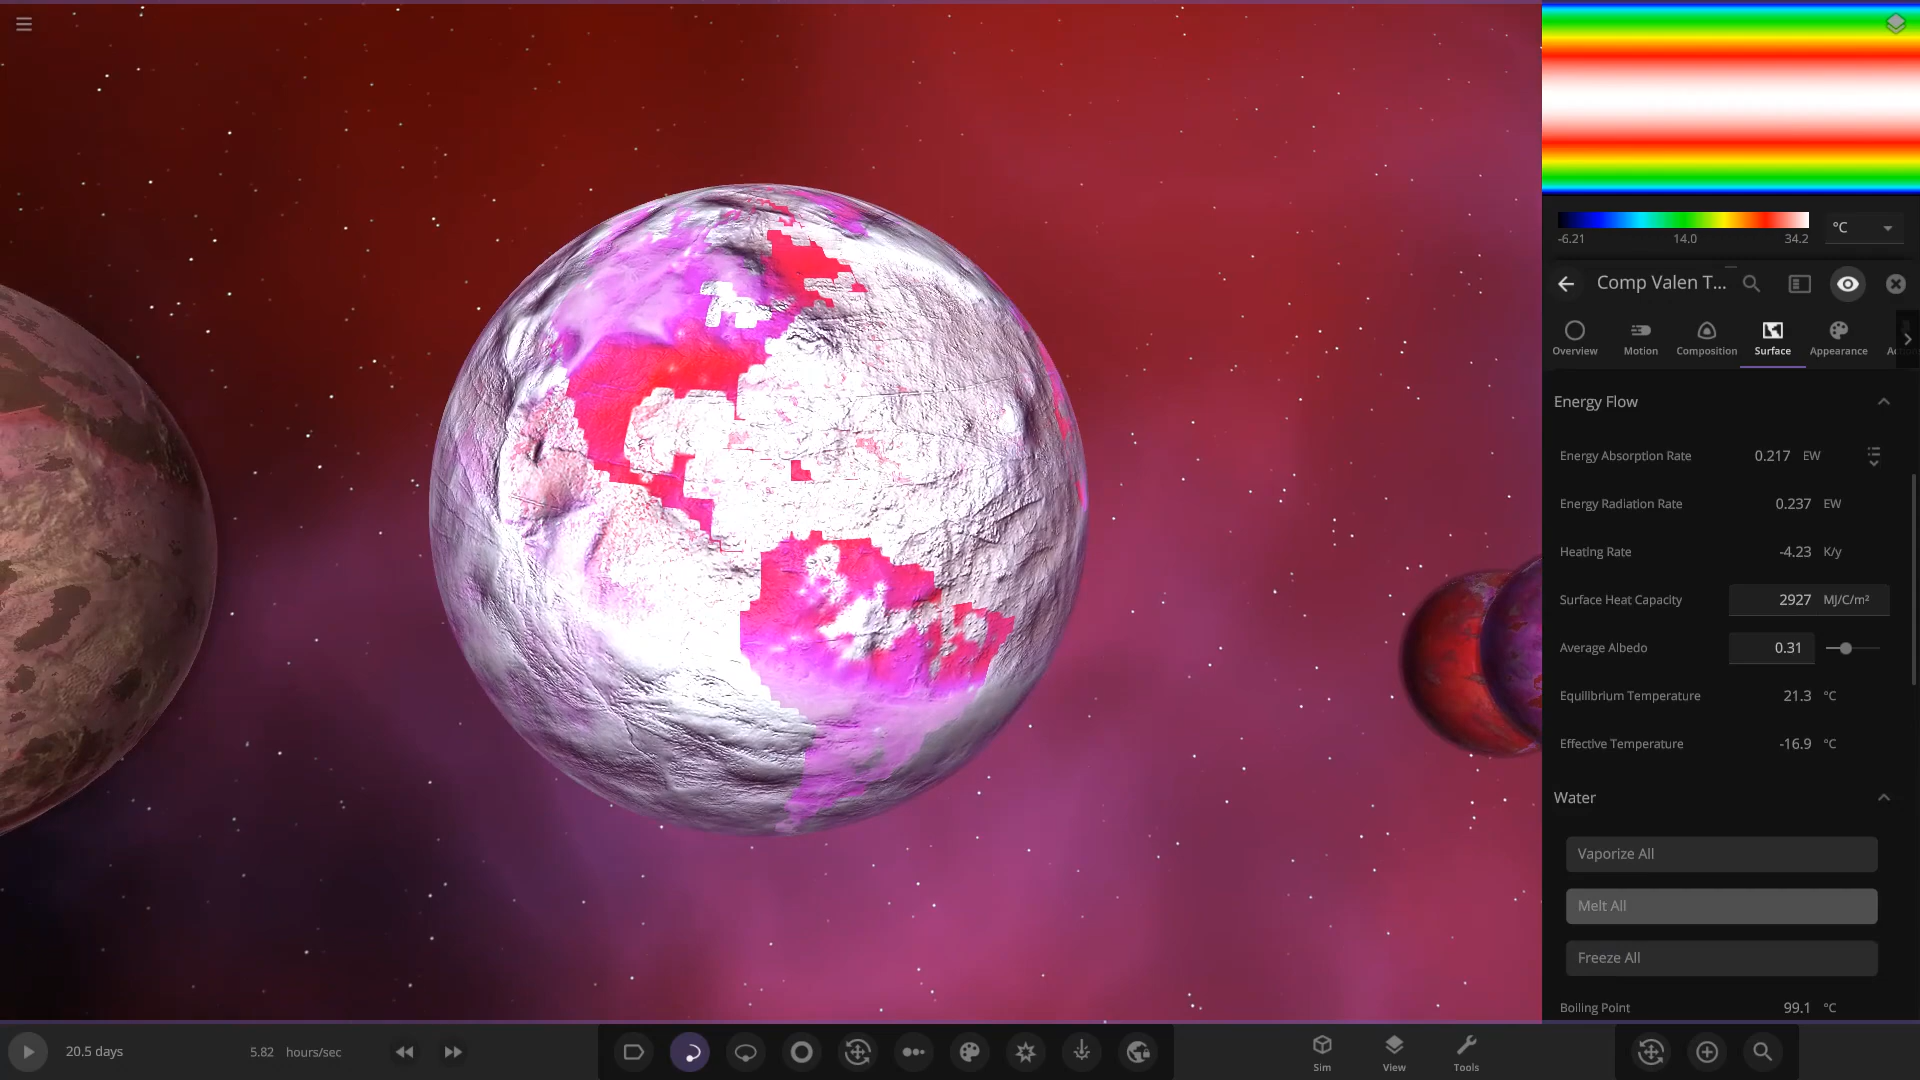 -6.21 14.0 34.2 °C
Comp Valen T...
Overview Motion Composition Surface Appearance
Energy Flow
Energy Absorption Rate 0.217 EW
Energy Radiation Rate 0.237 EW
Heating Rate -4.23 K/y
Surface Heat Capacity 2927 MJ/C/m²
Average Albedo 0.31
Equilibrium Temperature 21.3 °C
Effective Temperature -16.9 °C
Water
Vaporize All
Melt All
Freeze All
Boiling Point 99.1 °C
20.5 days 5.82 hours/sec
Sim View Tools